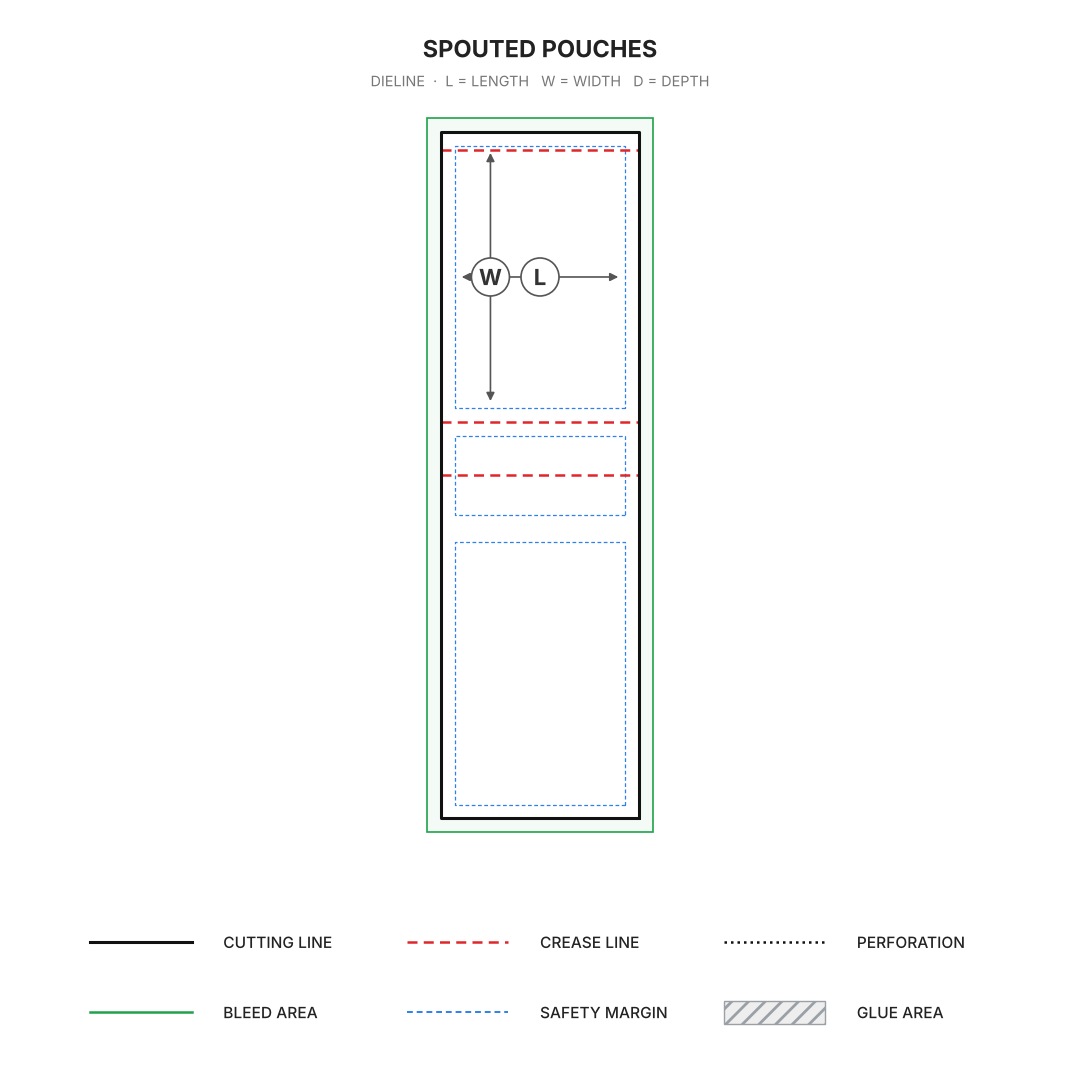 SPOUTED POUCHES
DIELINE · L = LENGTH W = WIDTH D = DEPTH
W L
CUTTING LINE
CREASE LINE
PERFORATION
BLEED AREA
SAFETY MARGIN
GLUE AREA